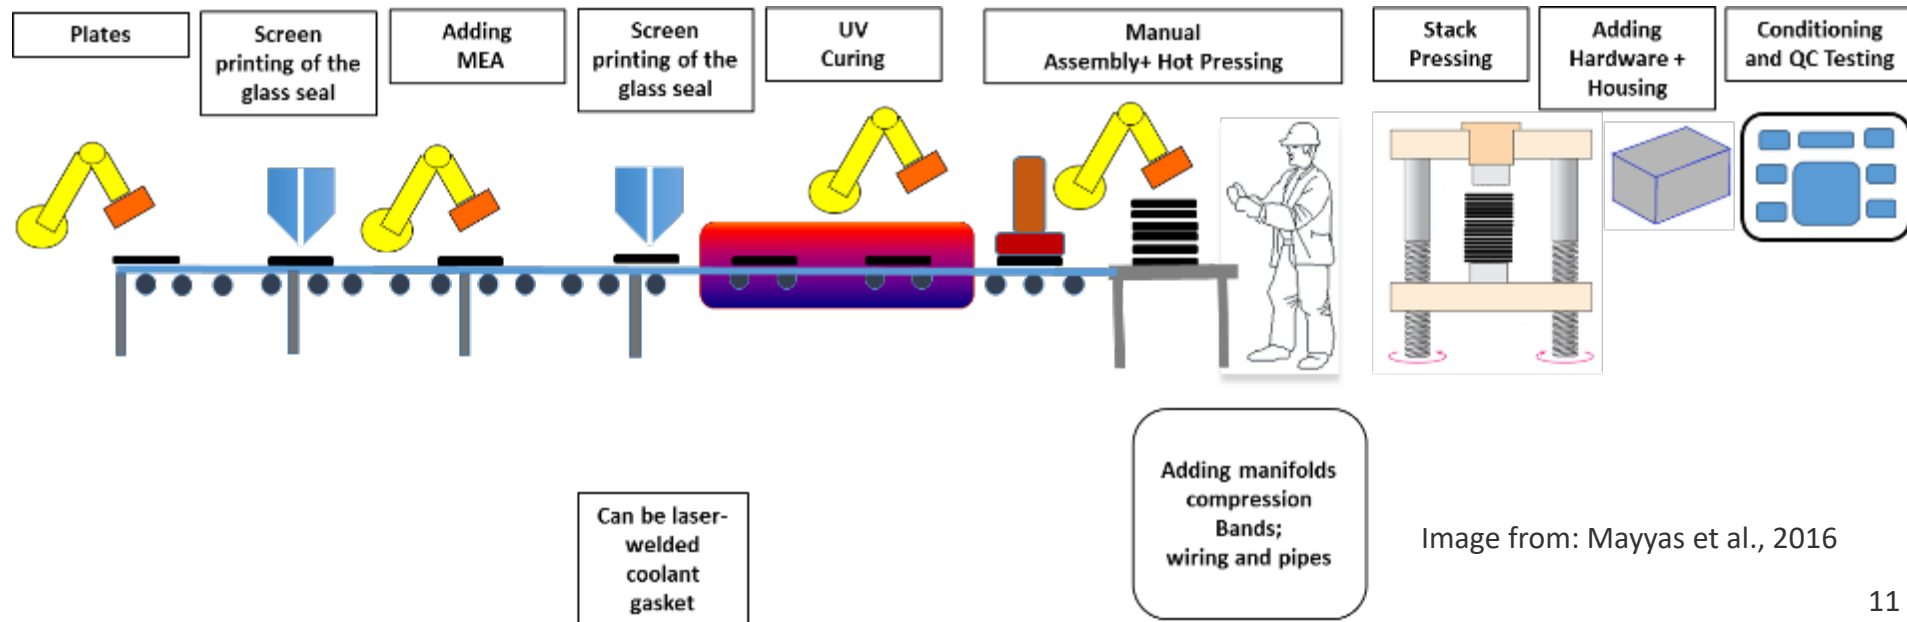 Plates
Screen
printing of the
glass seal
Adding
MEA
Screen
printing of the
glass seal
UV
Curing
Manual
Assembly+ Hot Pressing
Stack
Pressing
Adding
Hardware +
Housing
Conditioning
and QC Testing
Can be laser-
welded
coolant
gasket
Adding manifolds
compression
Bands;
wiring and pipes
Image from: Mayyas et al., 2016
11